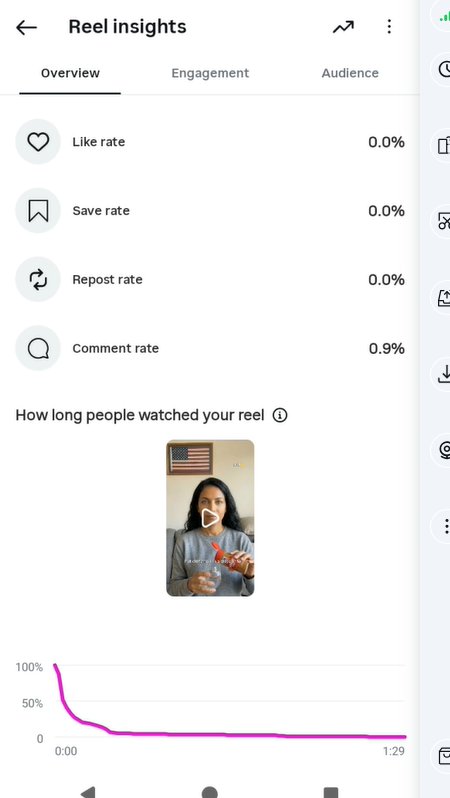 Reel insights
Overview
Engagement
Audience
Like rate
0.0%
Save rate
0.0%
Repost rate
0.0%
Comment rate
0.9%
How long people watched your reel
100%
50%
0
0:00
1:29